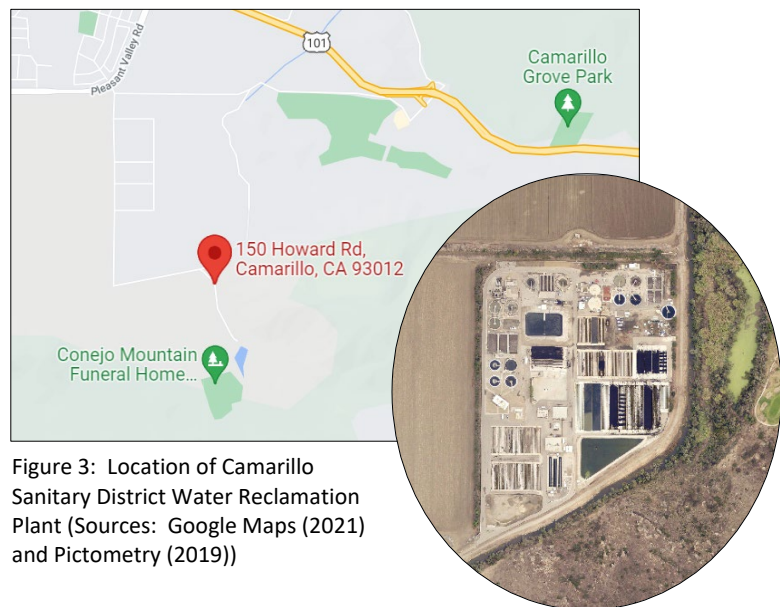 Pleasant Valley Rd
101
Camarillo
Grove Park
150 Howard Rd,
Camarillo, CA 93012
Conejo Mountain
Funeral Home...
Figure 3:  Location of Camarillo
Sanitary District Water Reclamation
Plant (Sources:  Google Maps (2021)
and Pictometry (2019))